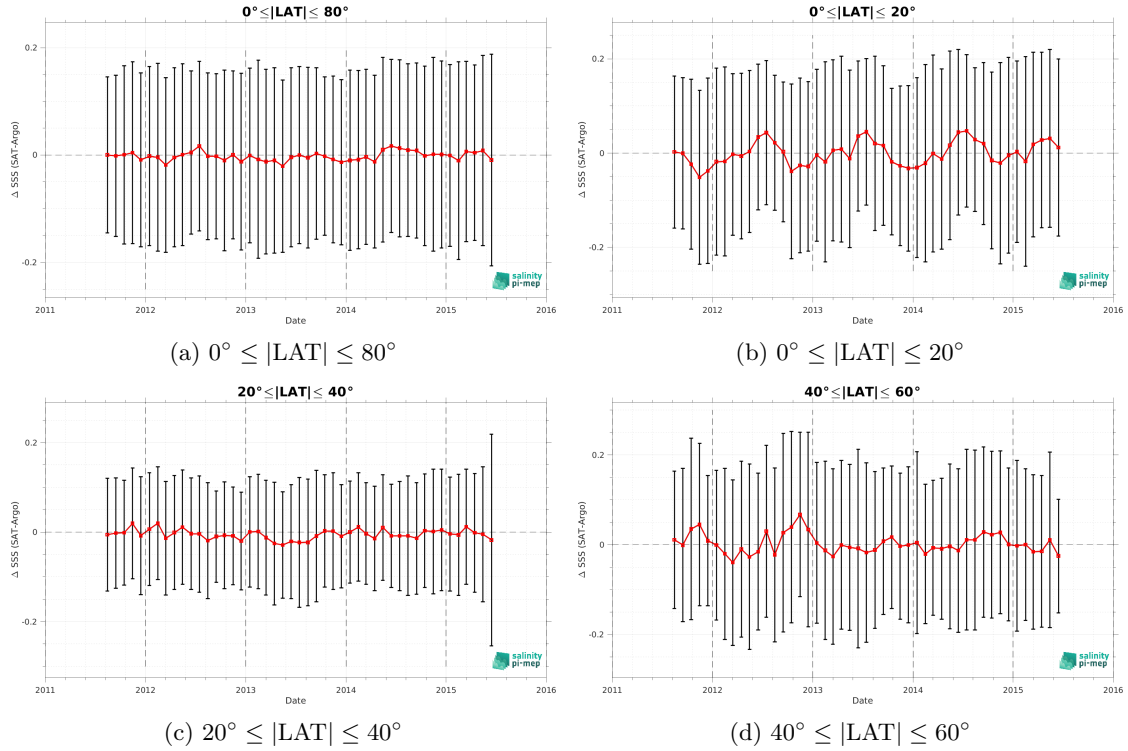 0°≤|LAT|≤ 80°
0.2
0
-0.2
Δ SSS (SAT-Argo)
2011 2012 2013 2014 2015 2016
Date
salinity
pi-mep
(a) 0° ≤ |LAT| ≤ 80°
0°≤|LAT|≤ 20°
0.2
0
-0.2
Δ SSS (SAT-Argo)
2011 2012 2013 2014 2015 2016
Date
salinity
pi-mep
(b) 0° ≤ |LAT| ≤ 20°
20°≤|LAT|≤ 40°
0.2
0
-0.2
Δ SSS (SAT-Argo)
2011 2012 2013 2014 2015 2016
Date
salinity
pi-mep
(c) 20° ≤ |LAT| ≤ 40°
40°≤|LAT|≤ 60°
0.2
0
-0.2
Δ SSS (SAT-Argo)
2011 2012 2013 2014 2015 2016
Date
salinity
pi-mep
(d) 40° ≤ |LAT| ≤ 60°